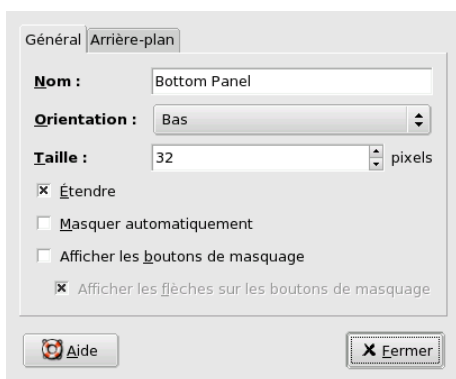 Général Arrière-plan
Nom : Bottom Panel
Orientation : Bas
Taille : 32 pixels
Étendre
Masquer automatiquement
Afficher les boutons de masquage
Afficher les flèches sur les boutons de masquage
Aide Fermer